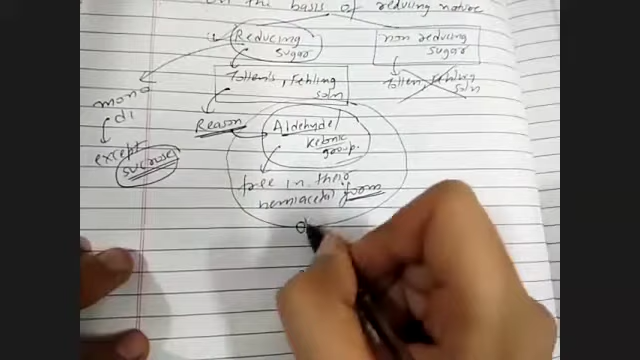 On the basis of reducing nature
Reducing
sugar
non reducing
sugar
Tollen's, Fehling
soln
Tollen, Fehling
soln
mono
di
except
sucrose
Reason
Aldehyde/
Ketonic
group.
free in their
hemiacetal form